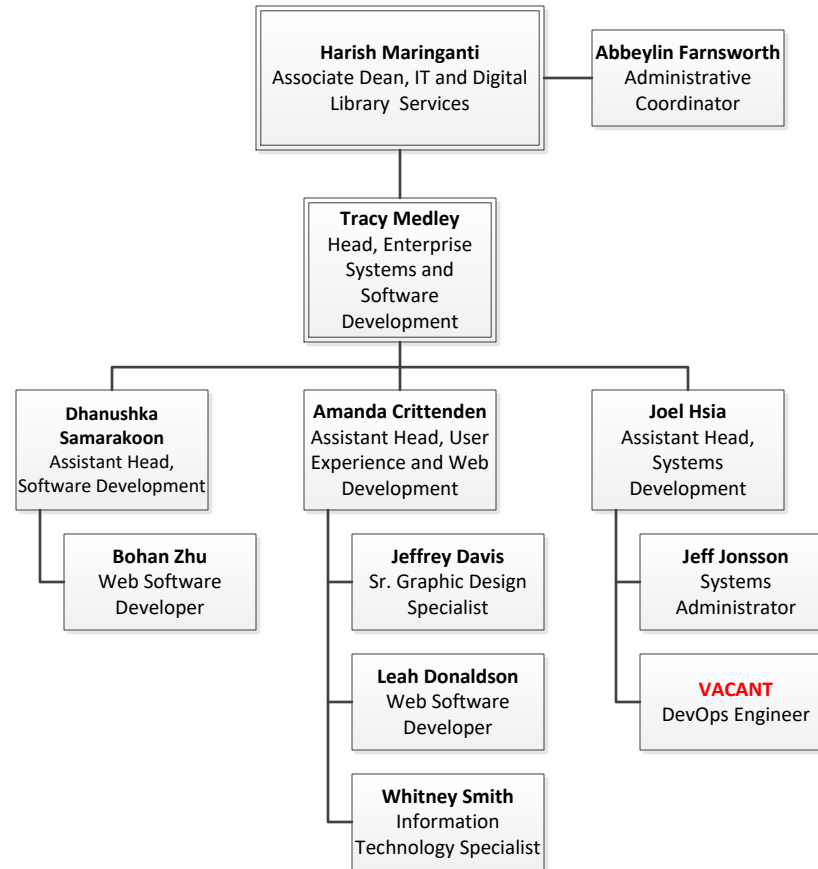 Harish Maringanti
Associate Dean, IT and Digital
Library Services
Abbeylin Farnsworth
Administrative
Coordinator
Tracy Medley
Head, Enterprise
Systems and
Software
Development
Dhanushka
Samarakoon
Assistant Head,
Software Development
Bohan Zhu
Web Software
Developer
Amanda Crittenden
Assistant Head, User
Experience and Web
Development
Jeffrey Davis
Sr. Graphic Design
Specialist
Leah Donaldson
Web Software
Developer
Whitney Smith
Information
Technology Specialist
Joel Hsia
Assistant Head,
Systems
Development
Jeff Jonsson
Systems
Administrator
VACANT
DevOps Engineer